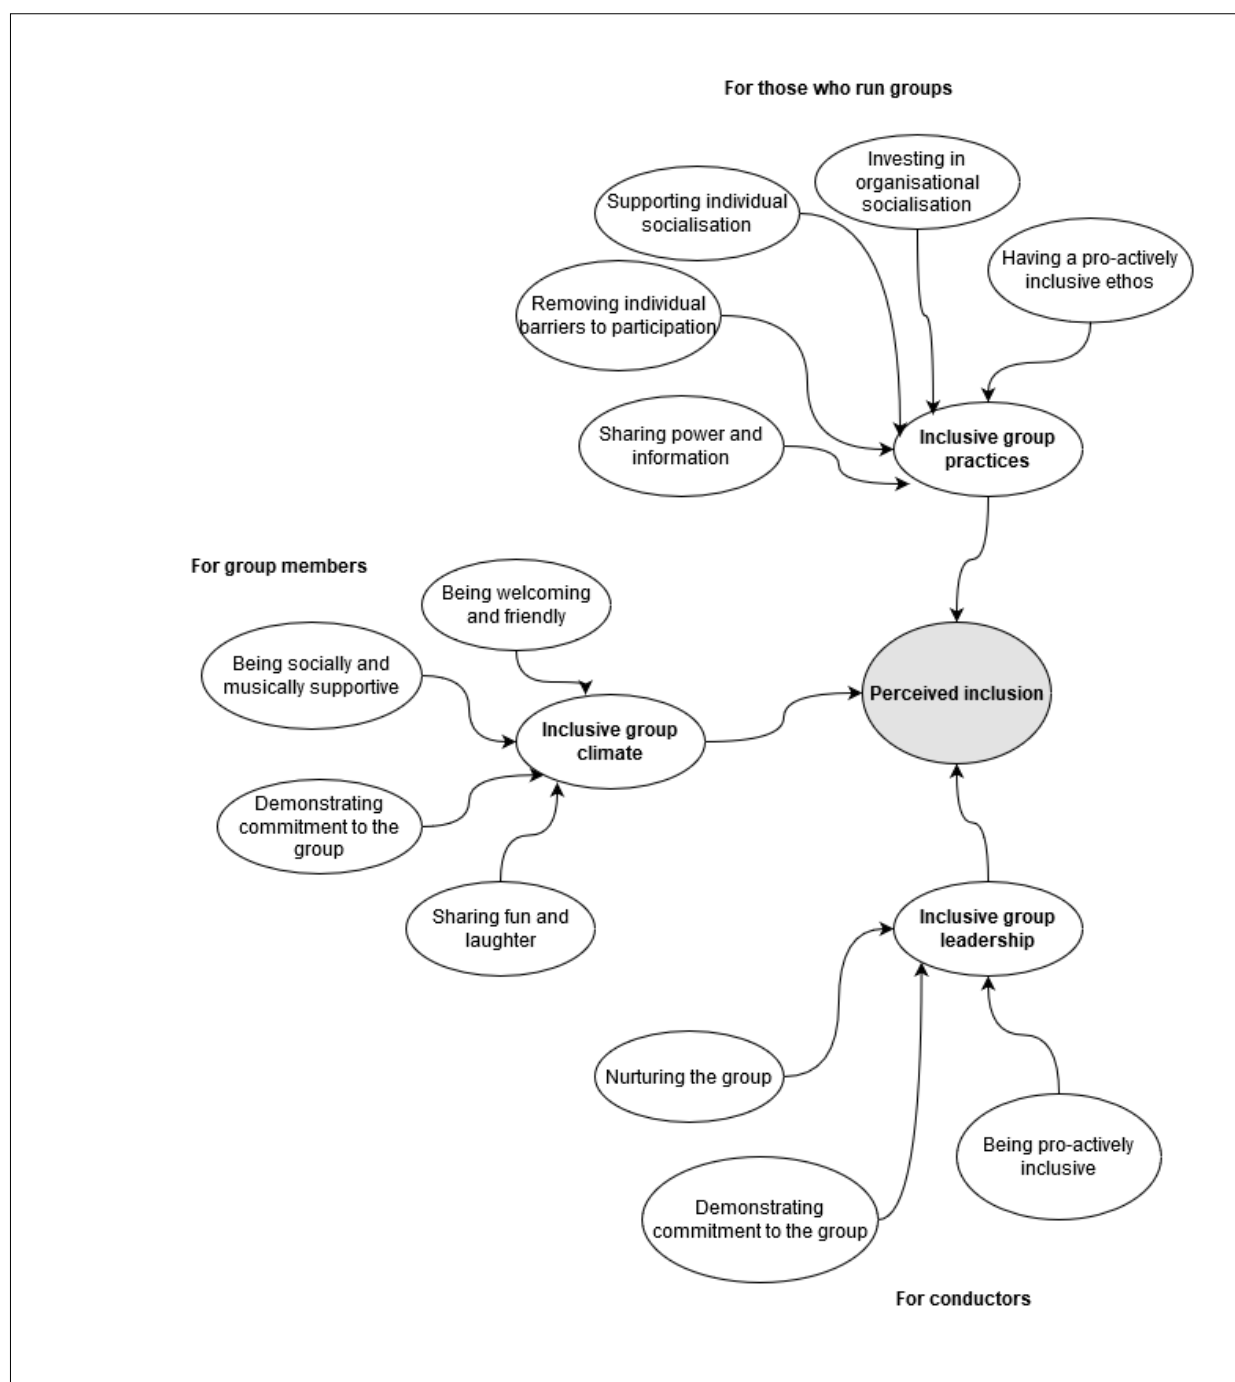 For those who run groups
Investing in
organisational
socialisation
Supporting individual
socialisation
Having a pro-actively
inclusive ethos
Removing individual
barriers to participation
Sharing power and
information
Inclusive group
practices
For group members
Being welcoming
and friendly
Being socially and
musically supportive
Perceived inclusion
Inclusive group
climate
Demonstrating
commitment to the
group
Sharing fun and
laughter
Inclusive group
leadership
Nurturing the group
Being pro-actively
inclusive
Demonstrating
commitment to the group
For conductors